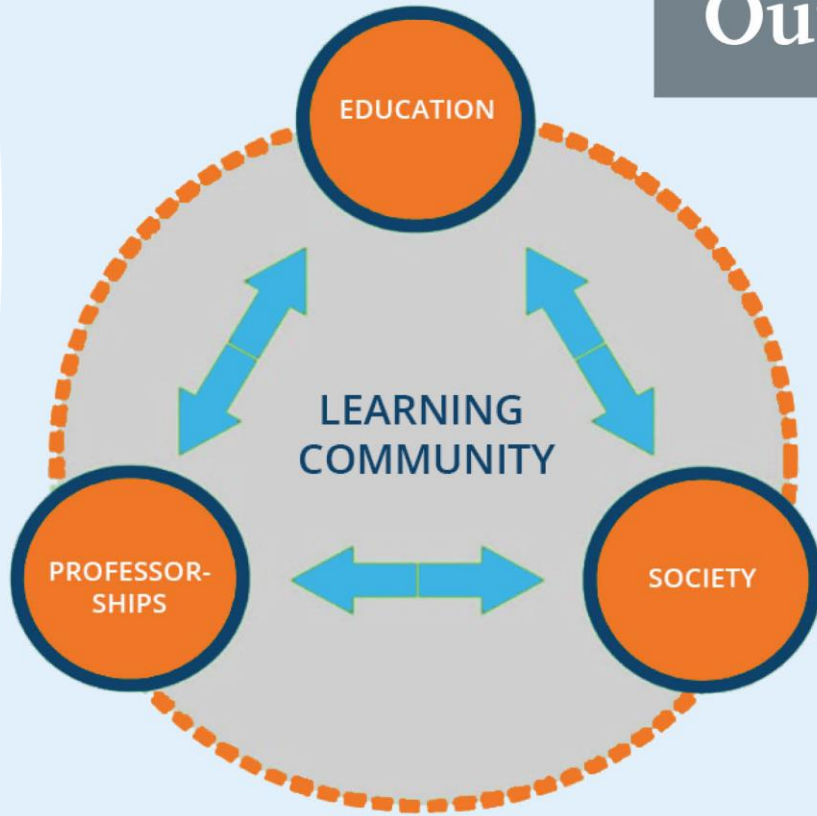 EDUCATION
LEARNING
COMMUNITY
PROFESSOR-
SHIPS
SOCIETY